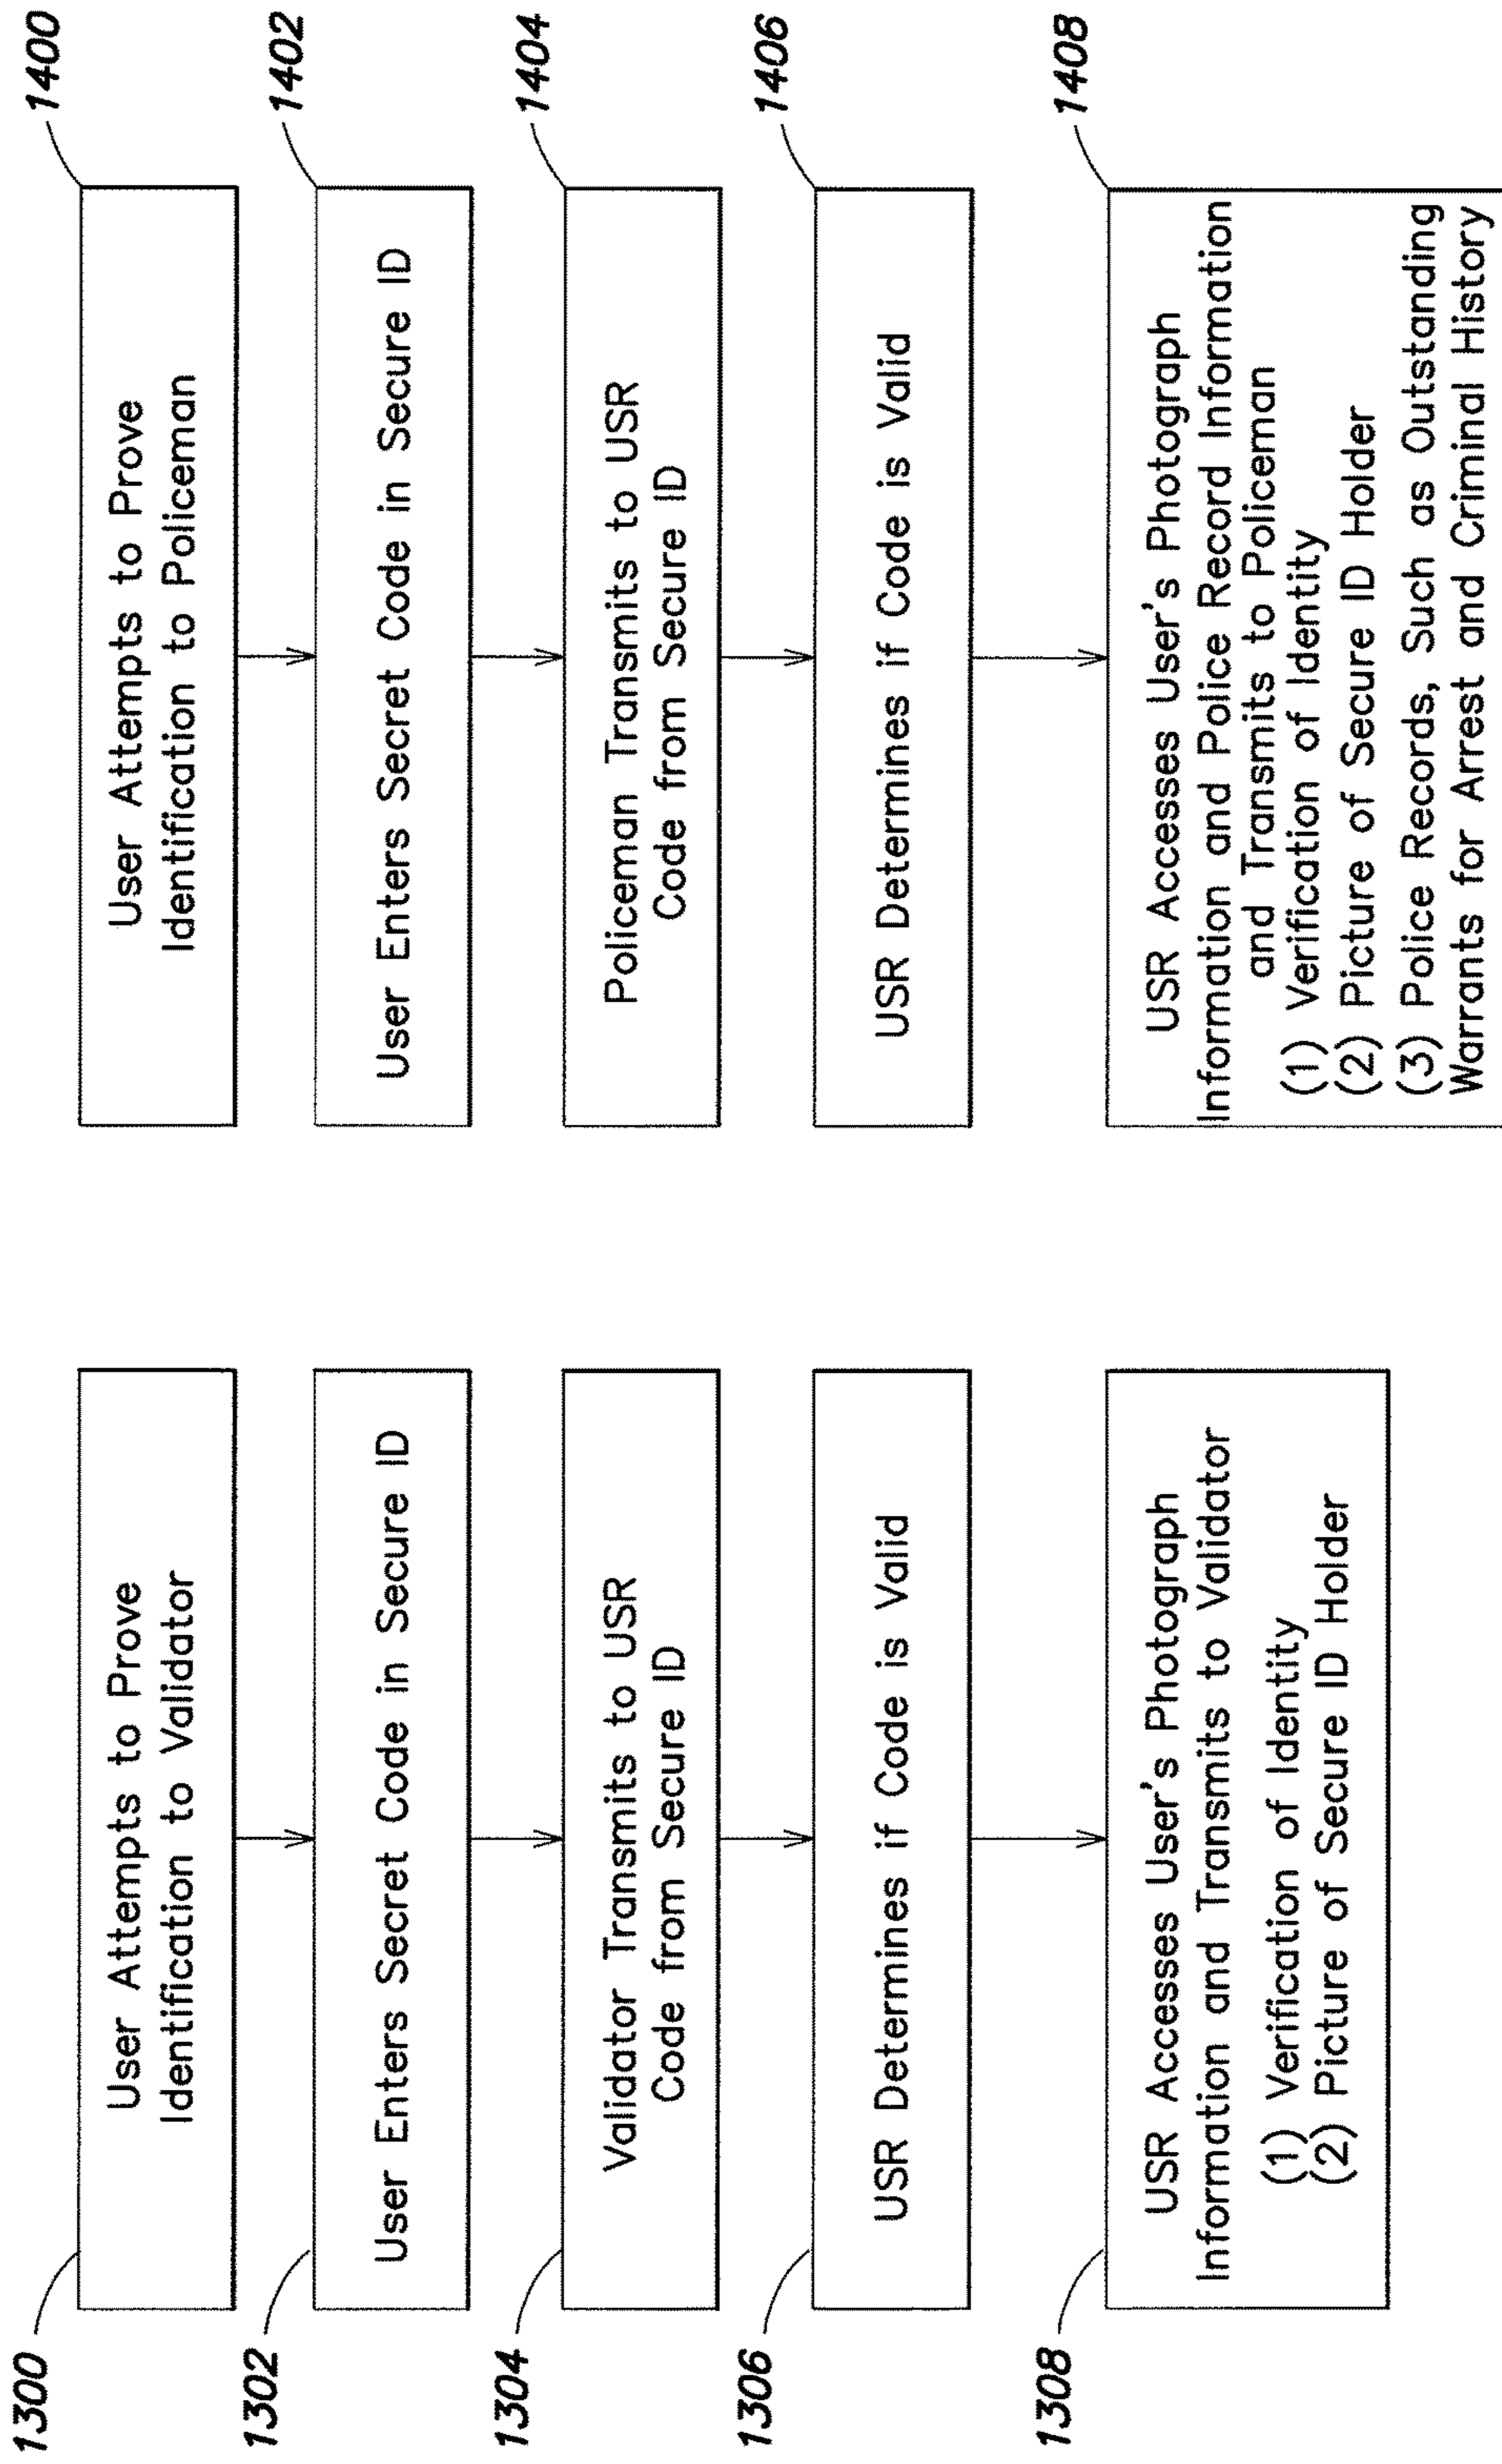 1300
User Attempts to Prove
Identification to Validator
1302
User Enters Secret Code in Secure ID
1304
Validator Transmits to USR
Code from Secure ID
1306
USR Determines if Code is Valid
1308
USR Accesses User's Photograph
Information and Transmits to Validator
(1) Verification of Identity
(2) Picture of Secure ID Holder
1400
User Attempts to Prove
Identification to Policeman
1402
User Enters Secret Code in Secure ID
1404
Policeman Transmits to USR
Code from Secure ID
1406
USR Determines if Code is Valid
1408
USR Accesses User's Photograph
Information and Police Record Information
and Transmits to Policeman
(1) Verification of Identity
(2) Picture of Secure ID Holder
(3) Police Records, Such as Outstanding
Warrants for Arrest and Criminal History